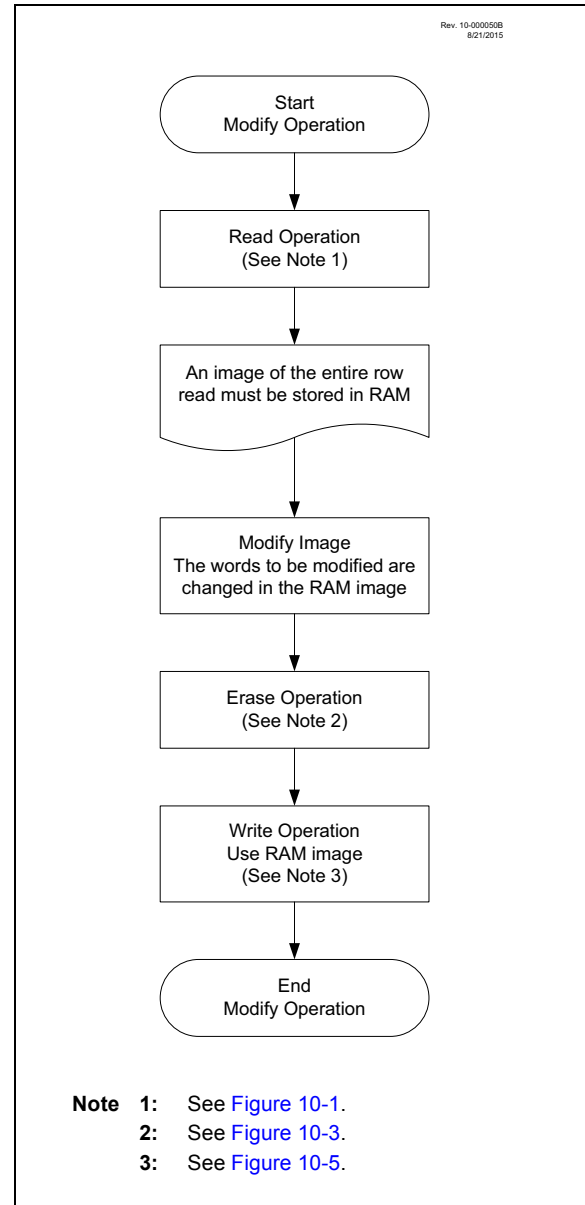 Rev. 10-000050B
8/21/2015
Start
Modify Operation
Read Operation
(See Note 1)
An image of the entire row
read must be stored in RAM
Modify Image
The words to be modified are
changed in the RAM image
Erase Operation
(See Note 2)
Write Operation
Use RAM image
(See Note 3)
End
Modify Operation
Note 1: See Figure 10-1.
2: See Figure 10-3.
3: See Figure 10-5.